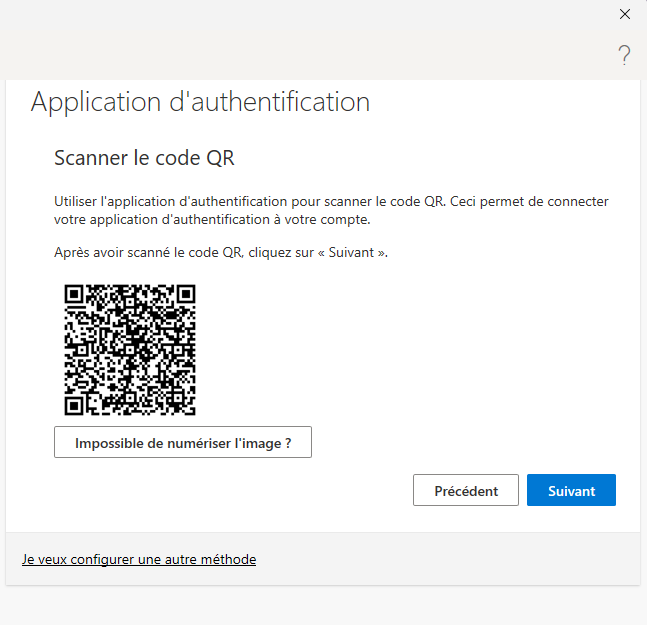 ?
Application d'authentification
Scanner le code QR
Utiliser l'application d'authentification pour scanner le code QR. Ceci permet de connecter
votre application d'authentification à votre compte.
Après avoir scanné le code QR, cliquez sur « Suivant ».
Impossible de numériser l'image ?
Précédent
Suivant
Je veux configurer une autre méthode